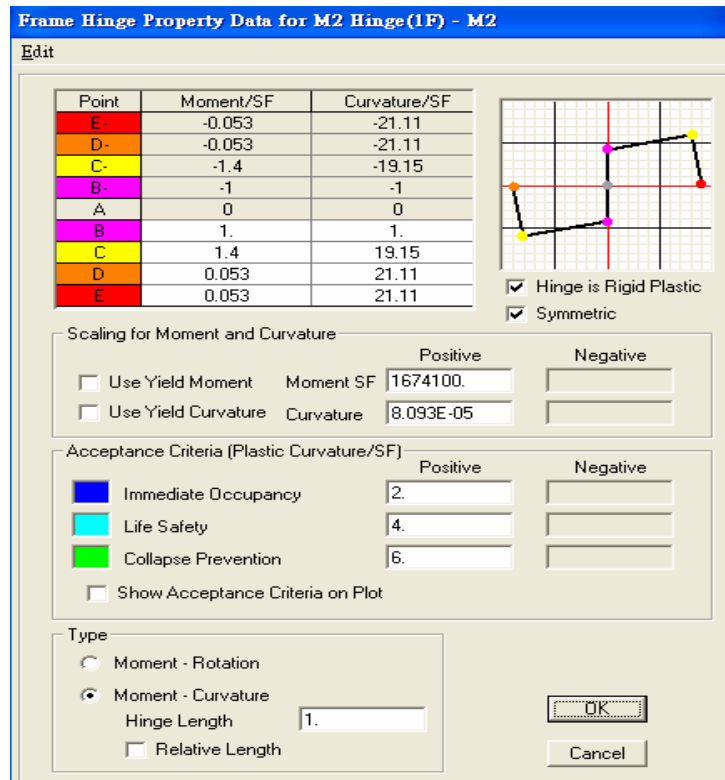 Frame Hinge Property Data for M2 Hinge(1F) - M2
Edit
Point Moment/SF Curvature/SF
E- -0.053 -21.11
D- -0.053 -21.11
C- -1.4 -19.15
B- -1 -1
A 0 0
B 1. 1.
C 1.4 19.15
D 0.053 21.11
E 0.053 21.11
Hinge is Rigid Plastic
Symmetric
Scaling for Moment and Curvature
Positive Negative
Use Yield Moment Moment SF 1674100.
Use Yield Curvature Curvature 8.093E-05
Acceptance Criteria (Plastic Curvature/SF)
Positive Negative
Immediate Occupancy 2.
Life Safety 4.
Collapse Prevention 6.
Show Acceptance Criteria on Plot
Type
Moment - Rotation
Moment - Curvature
Hinge Length 1.
Relative Length
OK
Cancel